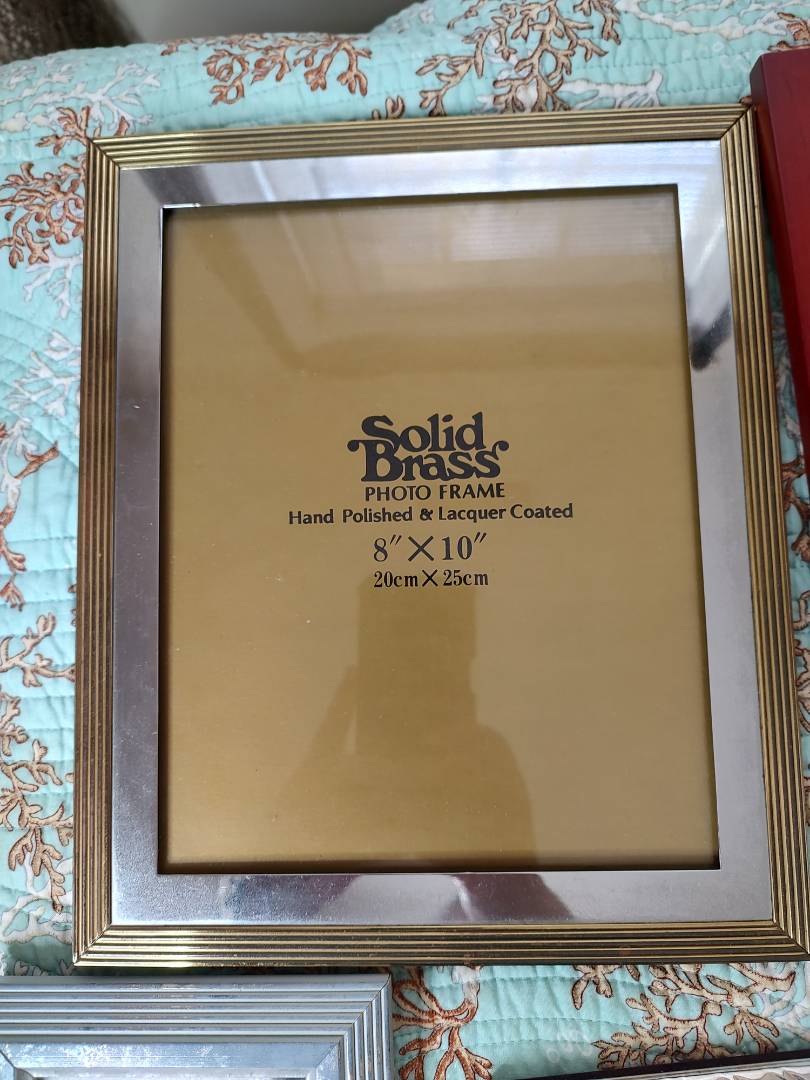 Solid
Brass
PHOTO FRAME
Hand Polished & Lacquer Coated
8"×10"
20cm×25cm